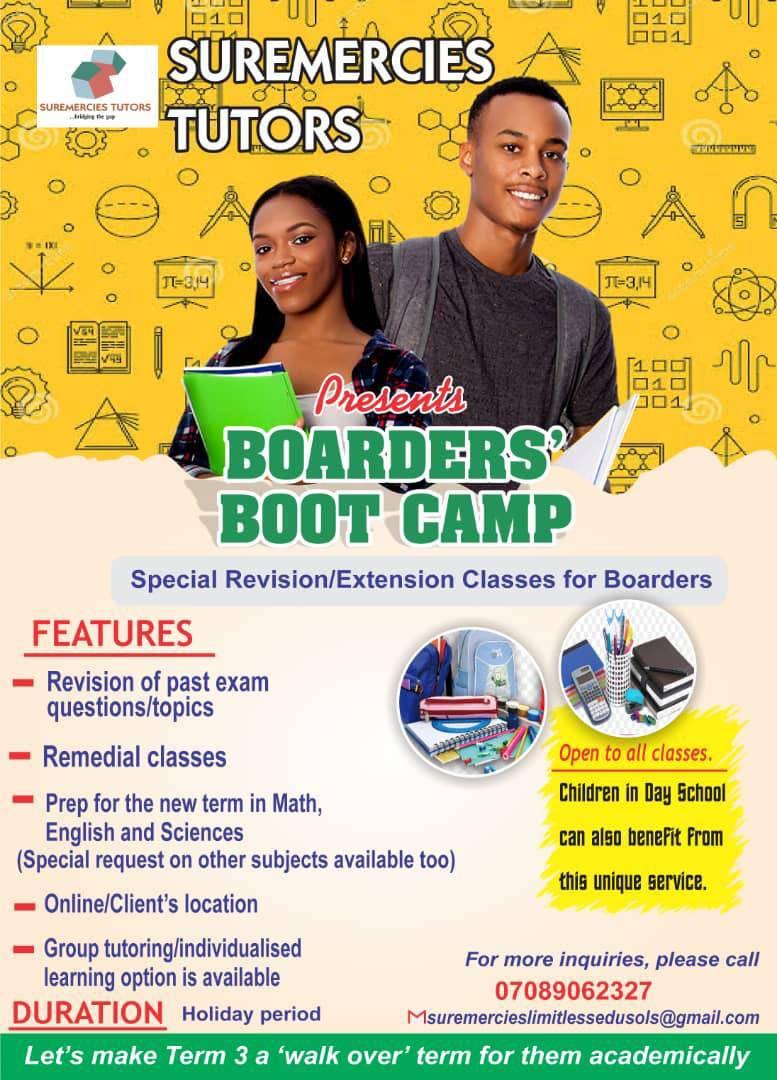 SUREMERCIES TUTORS
...bridging the gap
SUREMERCIES
TUTORS
π=3,14
π=3,14
√64
√49
Presents
BOARDERS'
BOOT CAMP
Special Revision/Extension Classes for Boarders
FEATURES
Revision of past exam
questions/topics
Remedial classes
Prep for the new term in Math,
English and Sciences
(Special request on other subjects available too)
Online/Client's location
Group tutoring/individualised
learning option is available
DURATION Holiday period
Open to all classes.
Children in Day School
can also benefit from
this unique service.
For more inquiries, please call
07089062327
suremercieslimitlessedusols@gmail.com
Let's make Term 3 a 'walk over' term for them academically